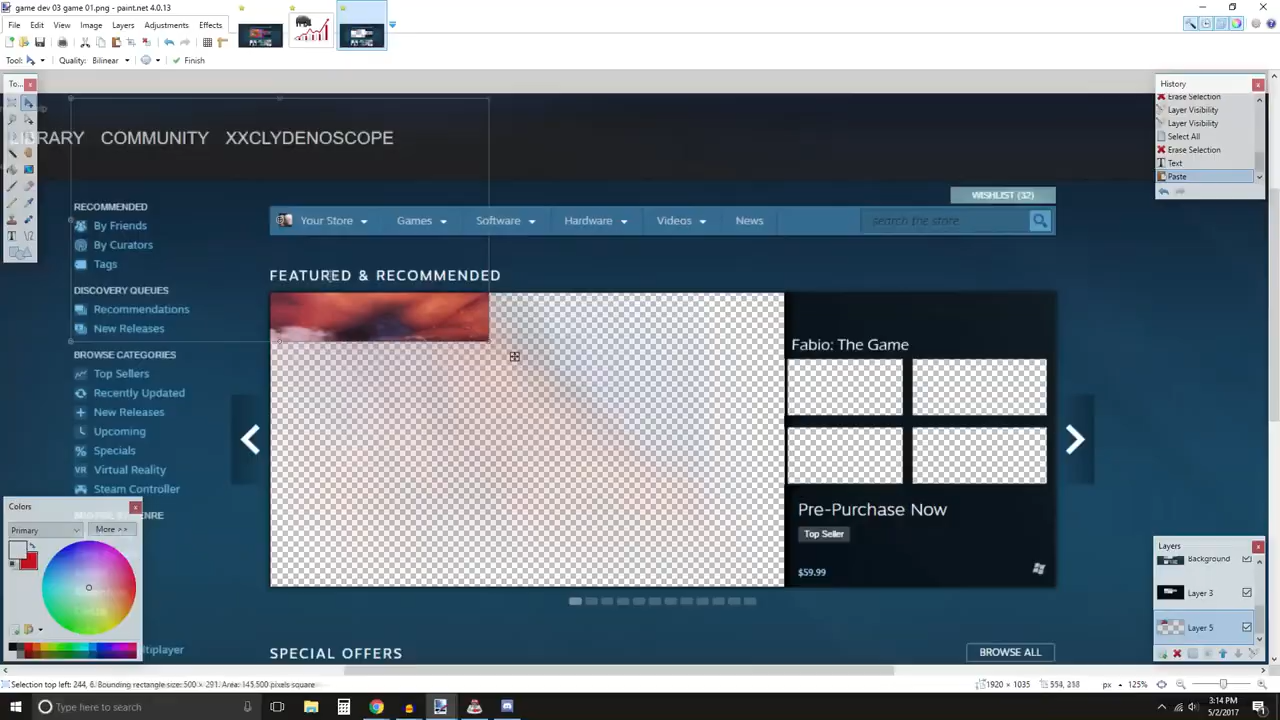 game dev 03 game 01.png - paint.net 4.0.13
File Edit View Image Layers Adjustments Effects
Tool: Quality: Bilinear Finish
To...
History
Erase Selection
Layer Visibility
Layer Visibility
Select All
Erase Selection
Text
Paste
LIBRARY COMMUNITY XXCLYDENOSCOPE
WISHLIST (32)
RECOMMENDED
By Friends
By Curators
Tags
Your Store Games Software Hardware Videos News
search the store
FEATURED & RECOMMENDED
DISCOVERY QUEUES
Recommendations
New Releases
BROWSE CATEGORIES
Top Sellers
Recently Updated
New Releases
Upcoming
Specials
VR Virtual Reality
Steam Controller
Fabio: The Game
Pre-Purchase Now
Top Seller
$59.99
Colors
Primary More >>
Layers
Background
Layer 3
Layer 5
SPECIAL OFFERS
BROWSE ALL
Selection top left: 244, 6. Bounding rectangle size: 500 × 291. Area: 145,500 pixels square
1920 × 1035 554, 318 px 125%
Type here to search
3:14 PM
5/2/2017